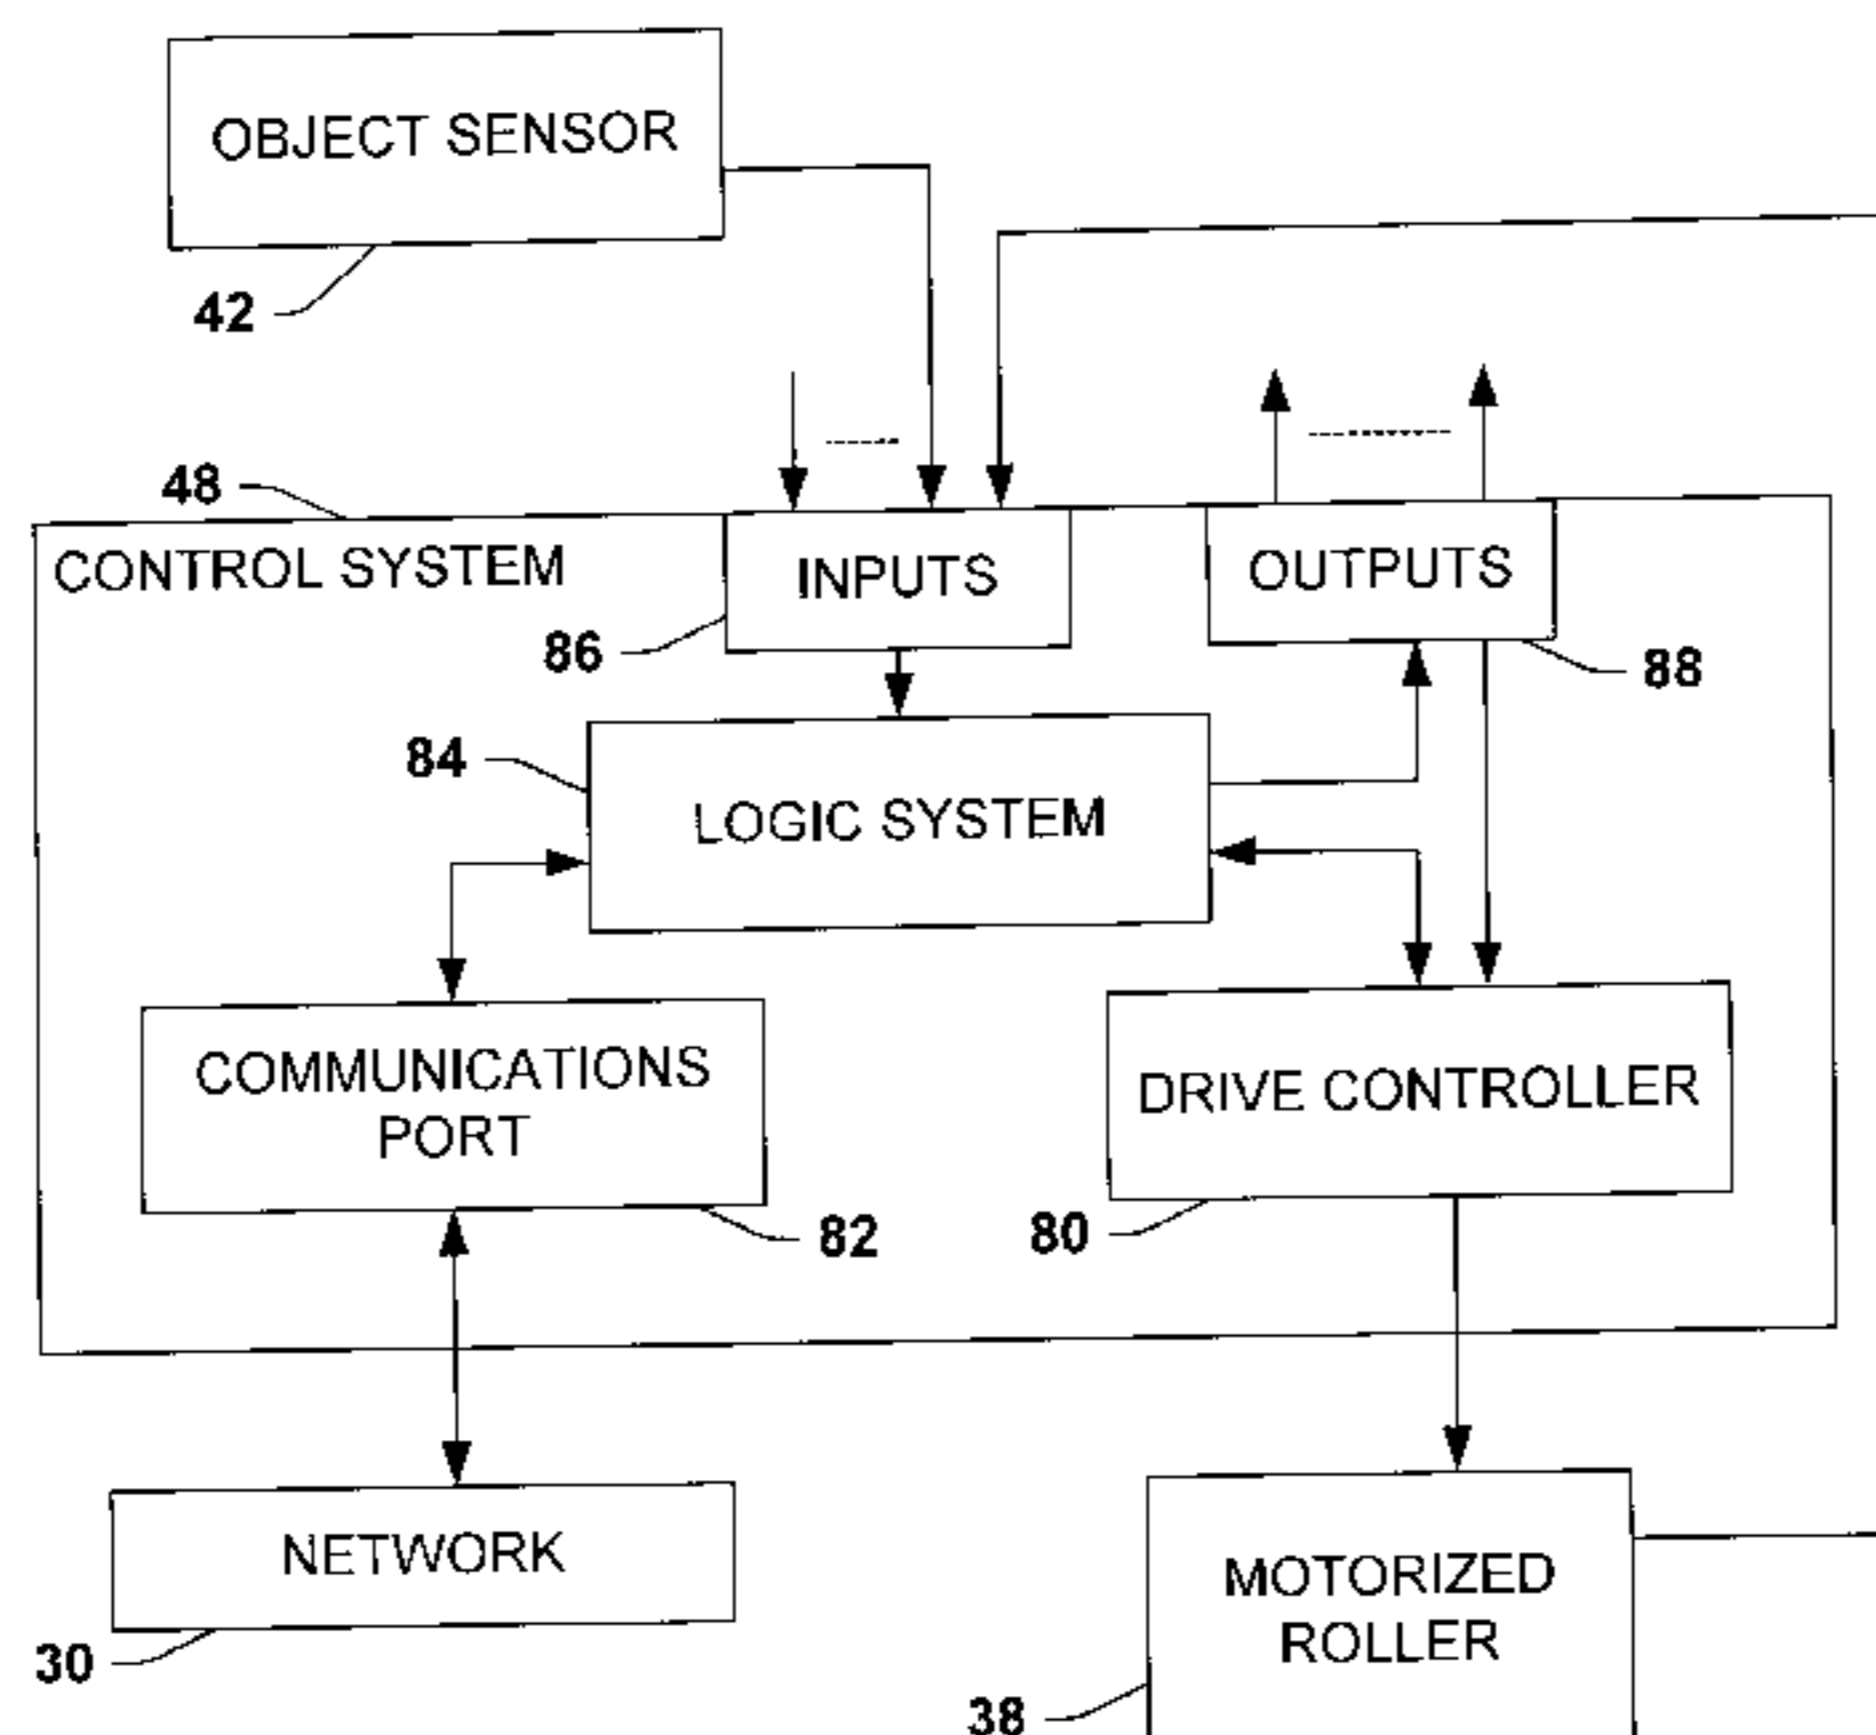 OBJECT SENSOR
42
48
CONTROL SYSTEM
INPUTS
OUTPUTS
86
88
84
LOGIC SYSTEM
COMMUNICATIONS
PORT
DRIVE CONTROLLER
82
80
NETWORK
MOTORIZED
ROLLER
30
38